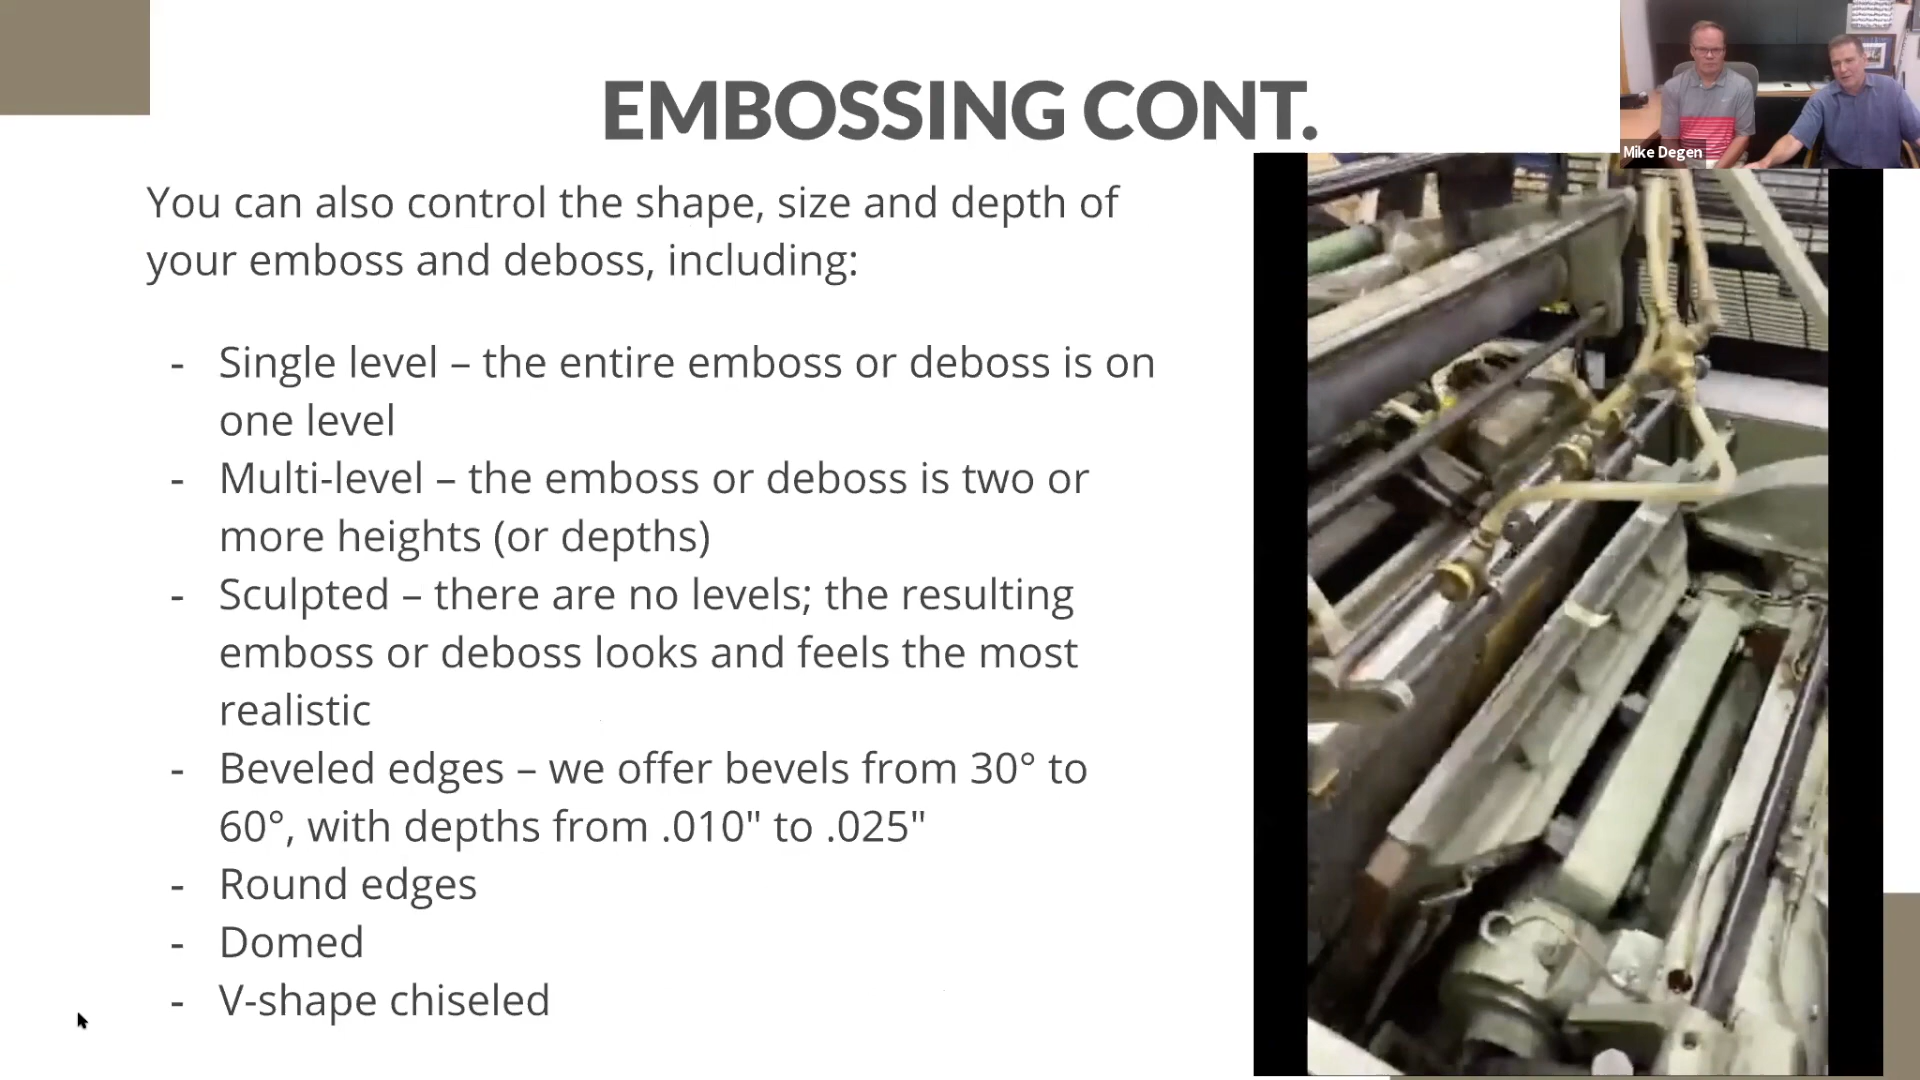 EMBOSSING CONT.
Mike Degen
You can also control the shape, size and depth of
your emboss and deboss, including:
- Single level – the entire emboss or deboss is on
one level
- Multi-level – the emboss or deboss is two or
more heights (or depths)
- Sculpted – there are no levels; the resulting
emboss or deboss looks and feels the most
realistic
- Beveled edges – we offer bevels from 30° to
60°, with depths from .010" to .025"
- Round edges
- Domed
- V-shape chiseled